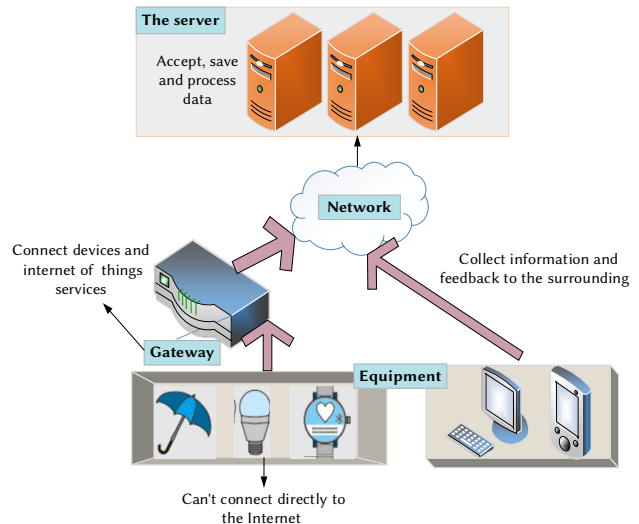 The server
Accept, save
and process
data
Network
Connect devices and
internet of things
services
Collect information and
feedback to the surrounding
Gateway
Equipment
Can't connect directly to
the Internet